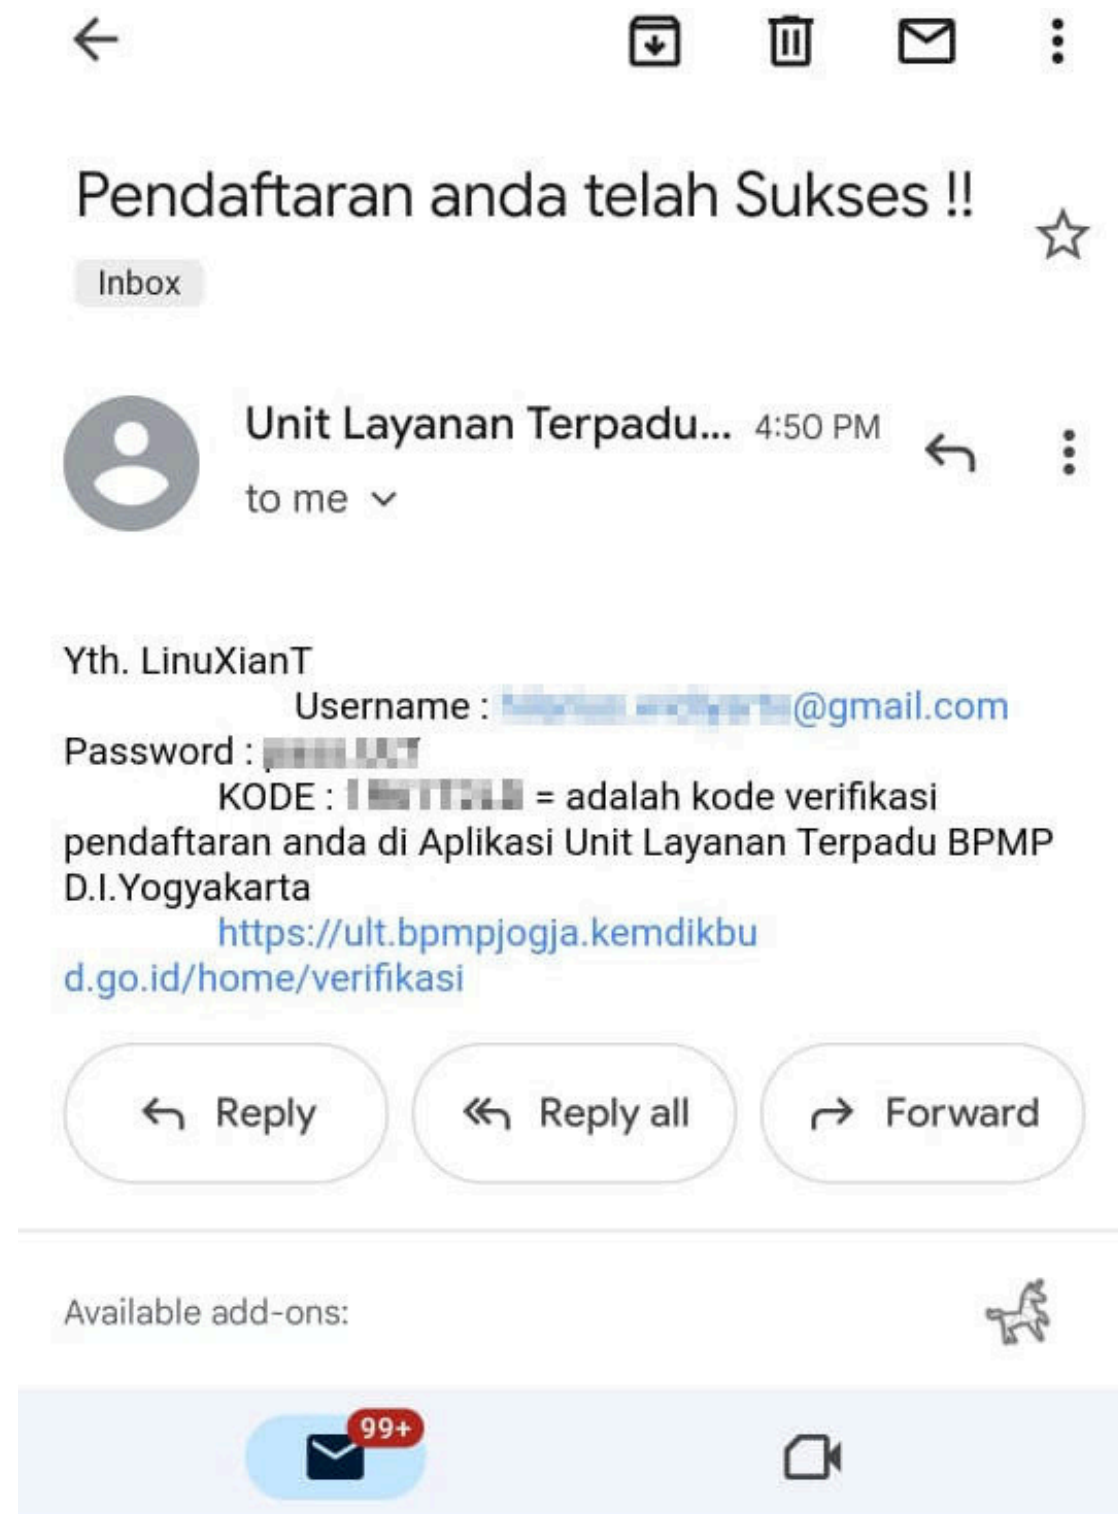 Pendaftaran anda telah Sukses !!
Inbox
Unit Layanan Terpadu... 4:50 PM
to me
Yth. LinuXianT
Username : @gmail.com
Password :
KODE : = adalah kode verifikasi
pendaftaran anda di Aplikasi Unit Layanan Terpadu BPMP
D.I.Yogyakarta
https://ult.bpmpjogja.kemdikbu
d.go.id/home/verifikasi
Reply
Reply all
Forward
Available add-ons:
99+